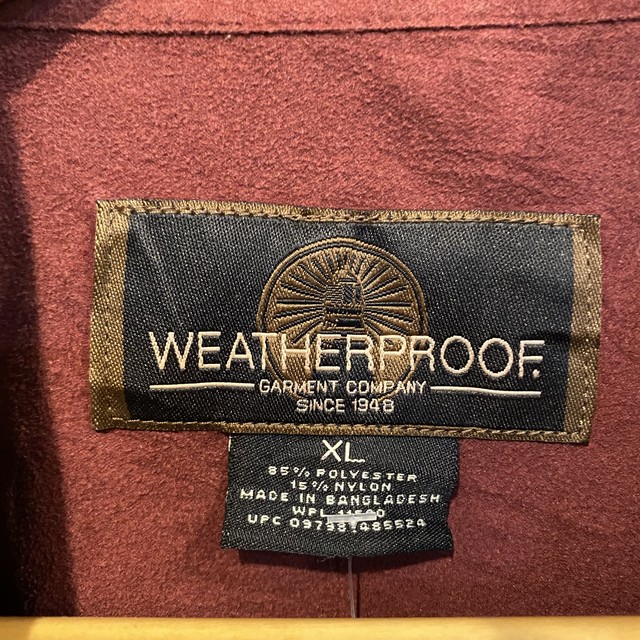 WEATHERPROOF.
GARMENT COMPANY
SINCE 1948
XL
85% POLYESTER
15% NYLON
MADE IN BANGLADESH
WPL
UPC